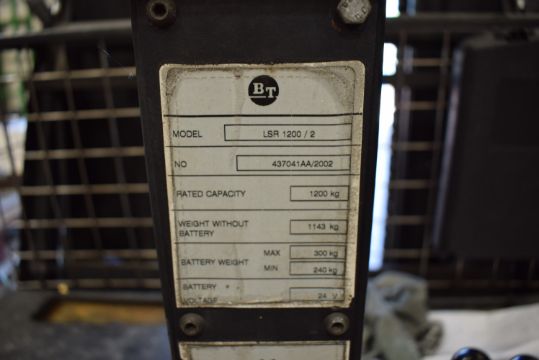 BT
MODEL LSR 1200 / 2
NO 437041AA/2002
RATED CAPACITY 1200 kg
WEIGHT WITHOUT
BATTERY 1143 kg
BATTERY WEIGHT MAX 300 kg
MIN 240 kg
BATTERY
VOLTAGE 24 V